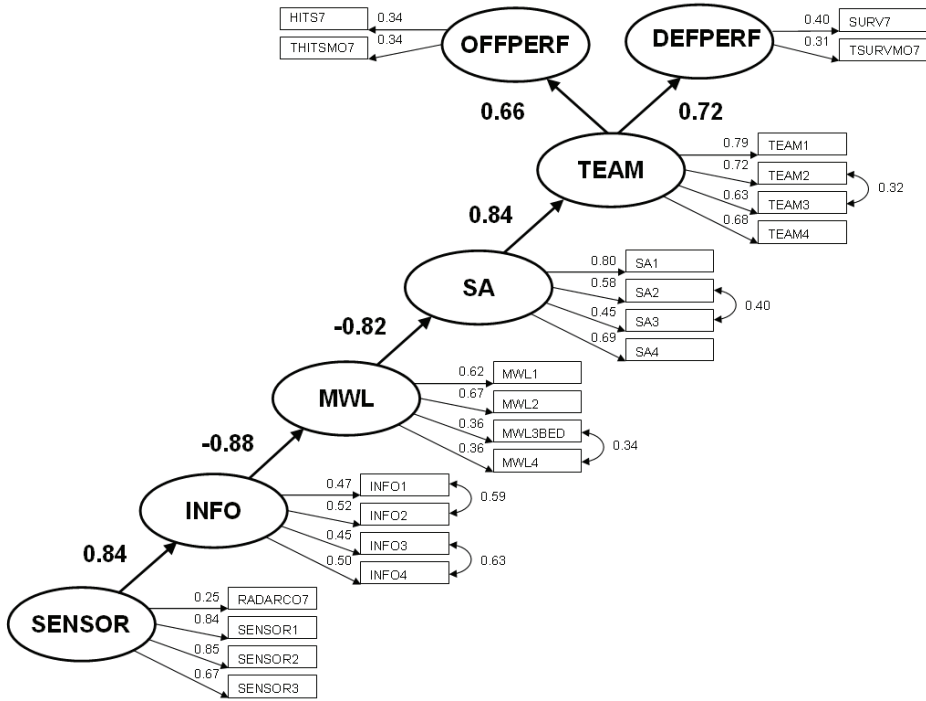 HITS7
0.34
THITSMO7
0.34
OFFPERF
DEFPERF
0.40
SURV7
0.31
TSURVMO7
0.66
0.72
TEAM
0.79
TEAM1
0.72
TEAM2
0.63
TEAM3
0.68
TEAM4
0.32
0.84
SA
0.80
SA1
0.58
SA2
0.45
SA3
0.69
SA4
0.40
-0.82
MWL
0.62
MWL1
0.67
MWL2
0.36
MWL3BED
0.36
MWL4
0.34
-0.88
INFO
0.47
INFO1
0.52
INFO2
0.45
INFO3
0.50
INFO4
0.59
0.63
0.84
SENSOR
0.25
RADARCO7
0.84
SENSOR1
0.85
SENSOR2
0.67
SENSOR3